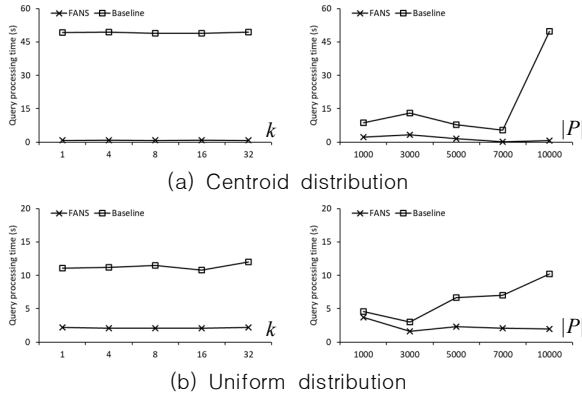 FANS Baseline
Query processing time (s)
60
45
30
15
0
1 4 8 16 32
k
FANS Baseline
Query processing time (s)
60
45
30
15
0
1000 3000 5000 7000 10000
|P|
(a) Centroid distribution
FANS Baseline
Query processing time (s)
20
15
10
5
0
1 4 8 16 32
k
FANS Baseline
Query processing time (s)
20
15
10
5
0
1000 3000 5000 7000 10000
|P|
(b) Uniform distribution